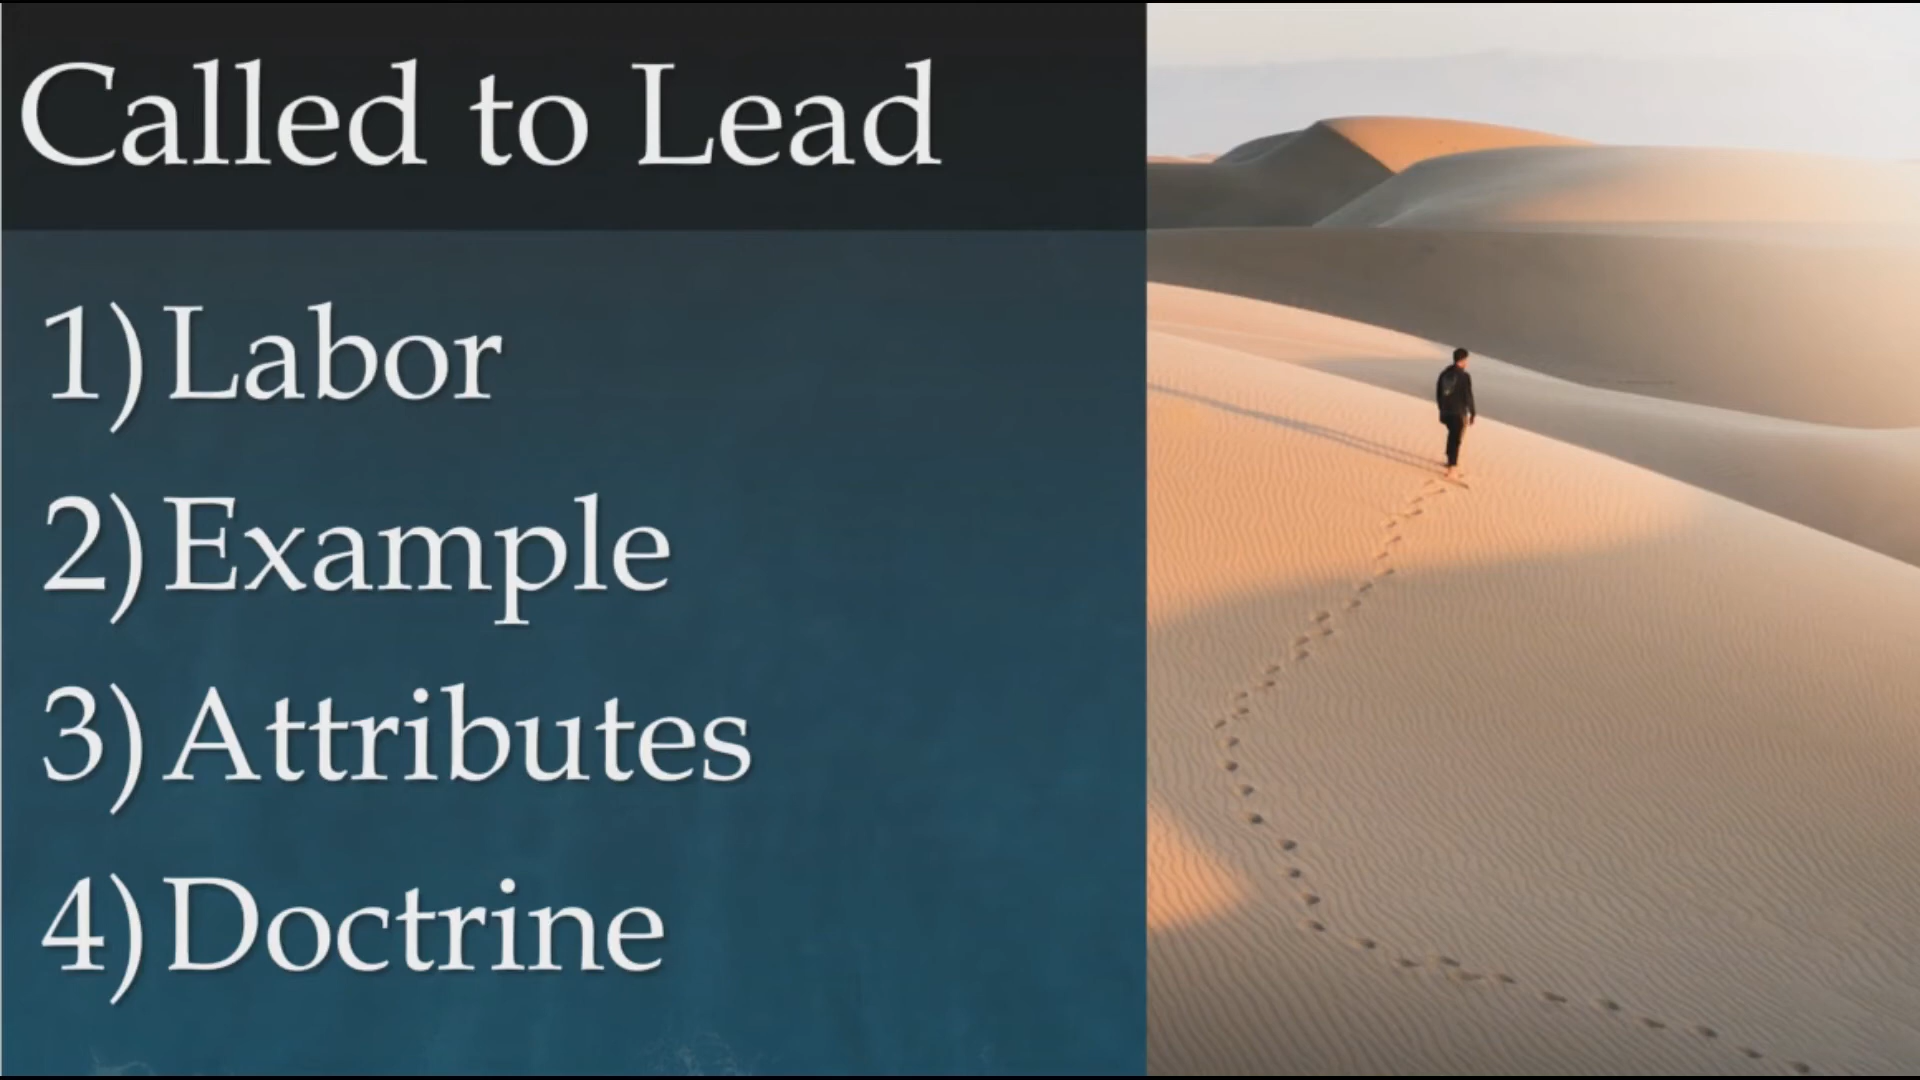 Called to Lead
1) Labor
2) Example
3) Attributes
4) Doctrine